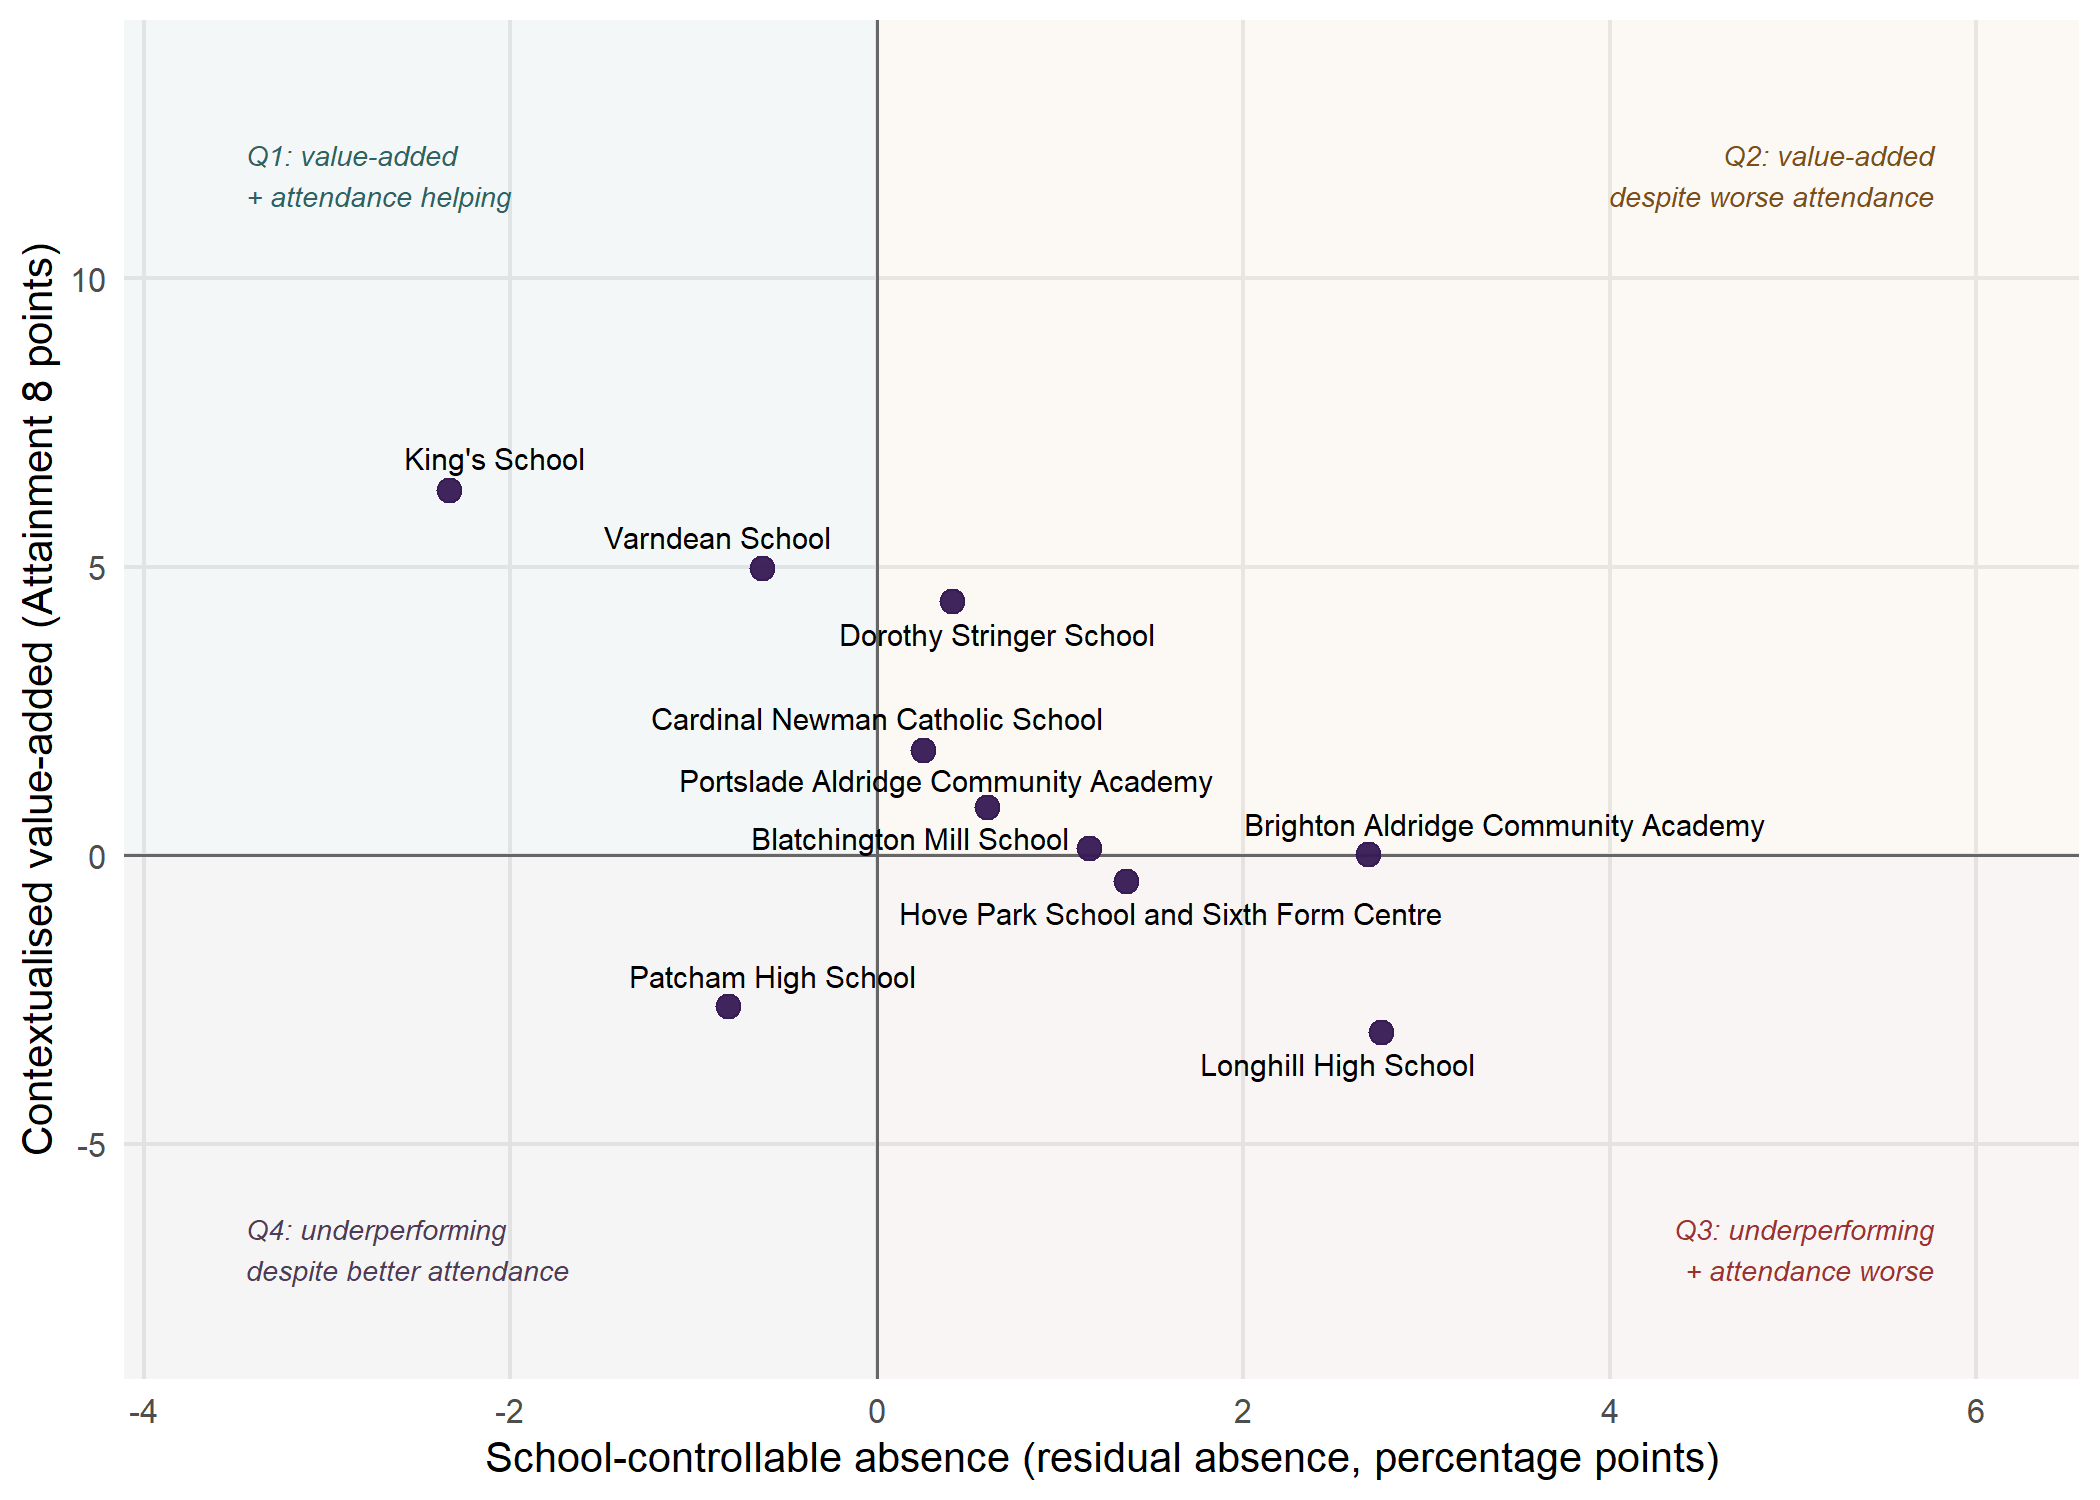 Q1: value-added
+ attendance helping
Q2: value-added
despite worse attendance
King's School
Varndean School
Dorothy Stringer School
Cardinal Newman Catholic School
Portslade Aldridge Community Academy
Blatchington Mill School
Brighton Aldridge Community Academy
Hove Park School and Sixth Form Centre
Patcham High School
Longhill High School
Q4: underperforming
despite better attendance
Q3: underperforming
+ attendance worse
10
5
0
-5
Contextualised value-added (Attainment 8 points)
-4
-2
0
2
4
6
School-controllable absence (residual absence, percentage points)